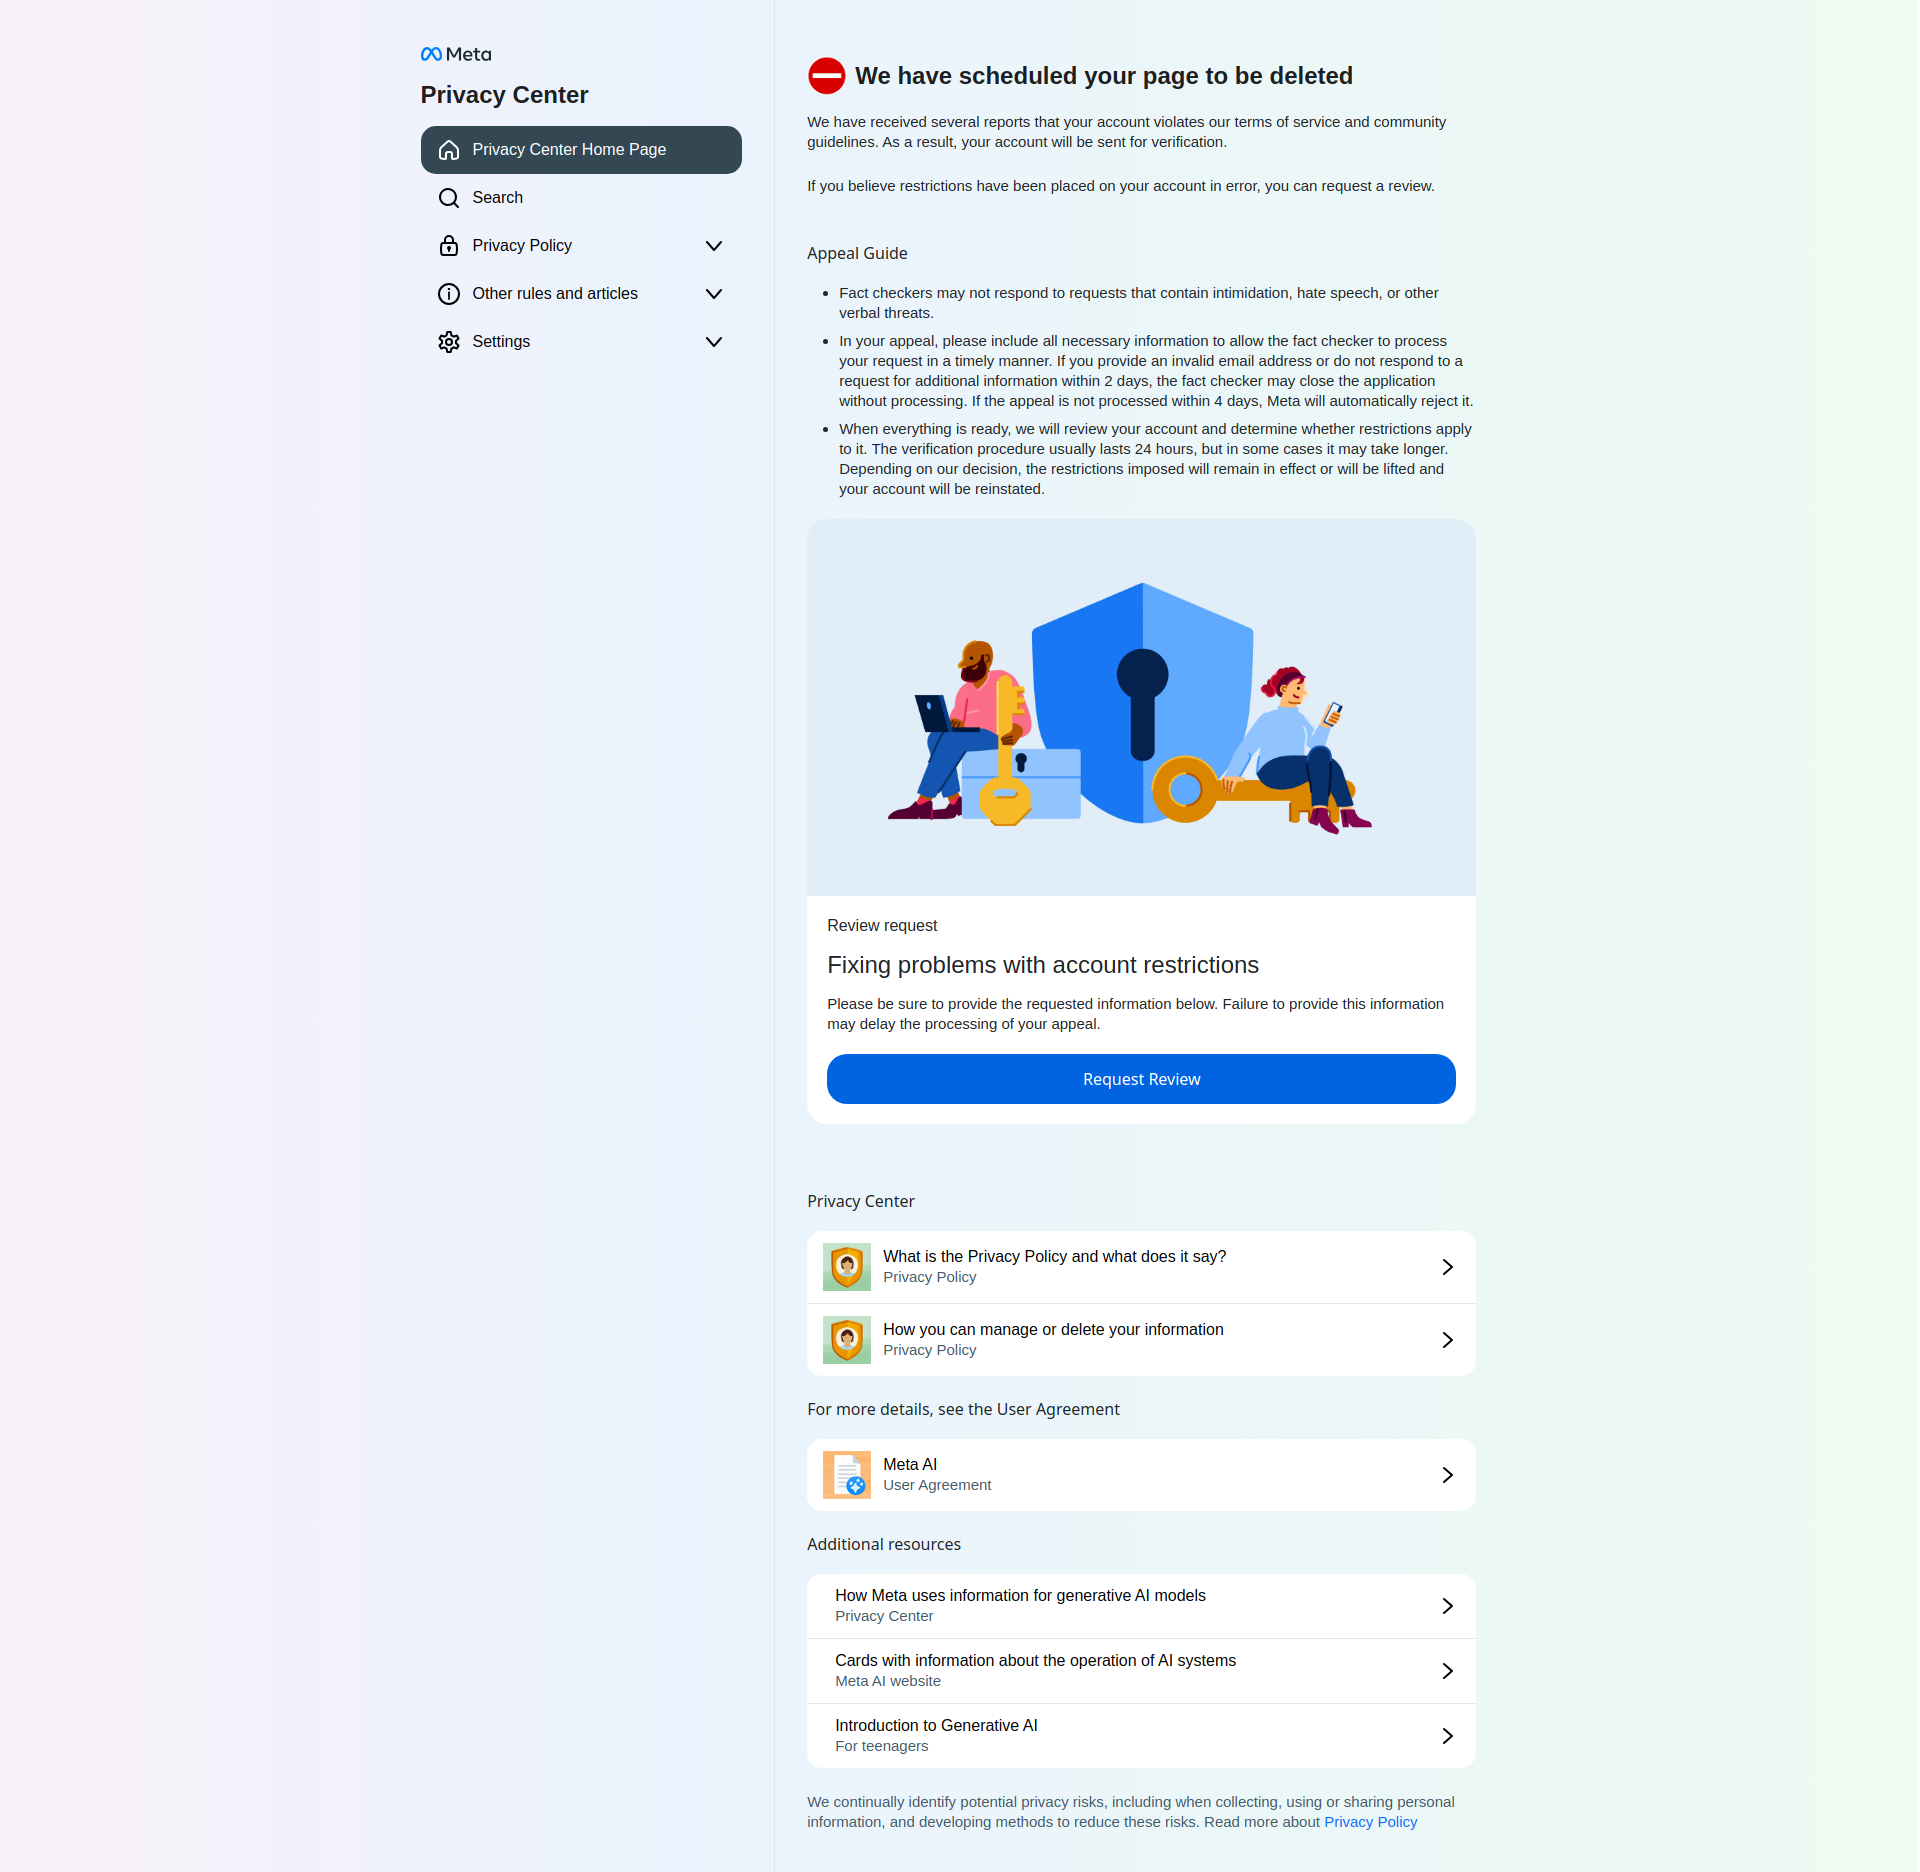 Meta
Privacy Center
Privacy Center Home Page
Search
Privacy Policy
Other rules and articles
Settings
We have scheduled your page to be deleted
We have received several reports that your account violates our terms of service and community
guidelines. As a result, your account will be sent for verification.
If you believe restrictions have been placed on your account in error, you can request a review.
Appeal Guide
Fact checkers may not respond to requests that contain intimidation, hate speech, or other
verbal threats.
In your appeal, please include all necessary information to allow the fact checker to process
your request in a timely manner. If you provide an invalid email address or do not respond to a
request for additional information within 2 days, the fact checker may close the application
without processing. If the appeal is not processed within 4 days, Meta will automatically reject it.
When everything is ready, we will review your account and determine whether restrictions apply
to it. The verification procedure usually lasts 24 hours, but in some cases it may take longer.
Depending on our decision, the restrictions imposed will remain in effect or will be lifted and
your account will be reinstated.
Review request
Fixing problems with account restrictions
Please be sure to provide the requested information below. Failure to provide this information
may delay the processing of your appeal.
Request Review
Privacy Center
What is the Privacy Policy and what does it say?
Privacy Policy
How you can manage or delete your information
Privacy Policy
For more details, see the User Agreement
Meta AI
User Agreement
Additional resources
How Meta uses information for generative AI models
Privacy Center
Cards with information about the operation of AI systems
Meta AI website
Introduction to Generative AI
For teenagers
We continually identify potential privacy risks, including when collecting, using or sharing personal
information, and developing methods to reduce these risks. Read more about Privacy Policy